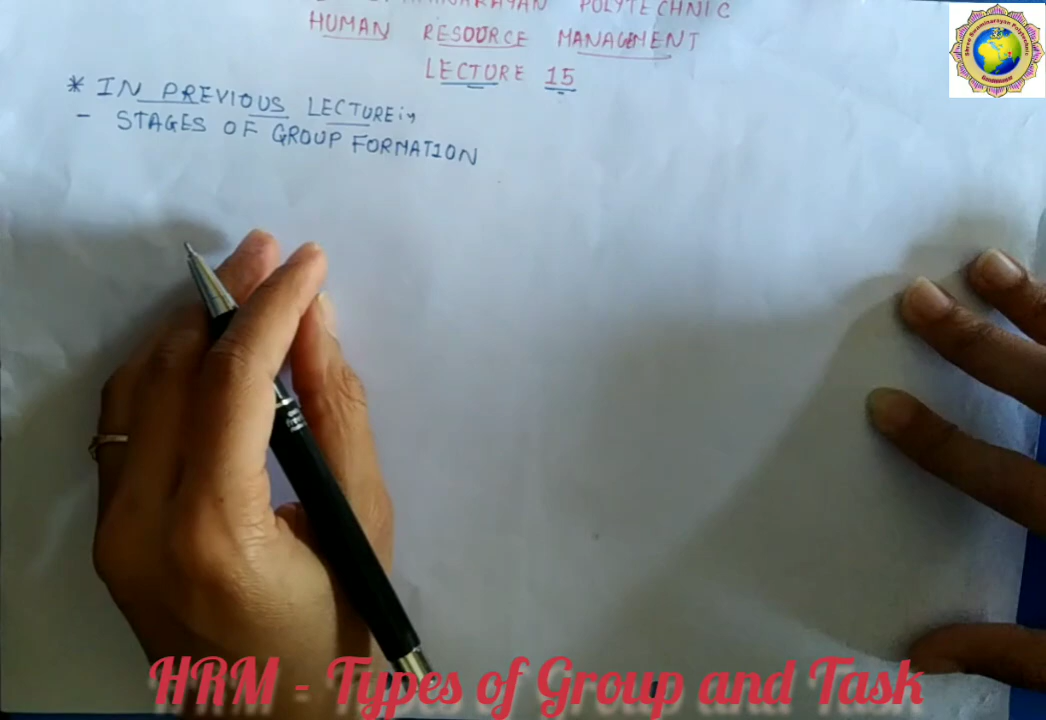 POLYTECHNIC
HUMAN RESOURCE MANAGEMENT
LECTURE 15
* IN PREVIOUS LECTURE:,
- STAGES OF GROUP FORMATION
HRM - Types of Group and Task